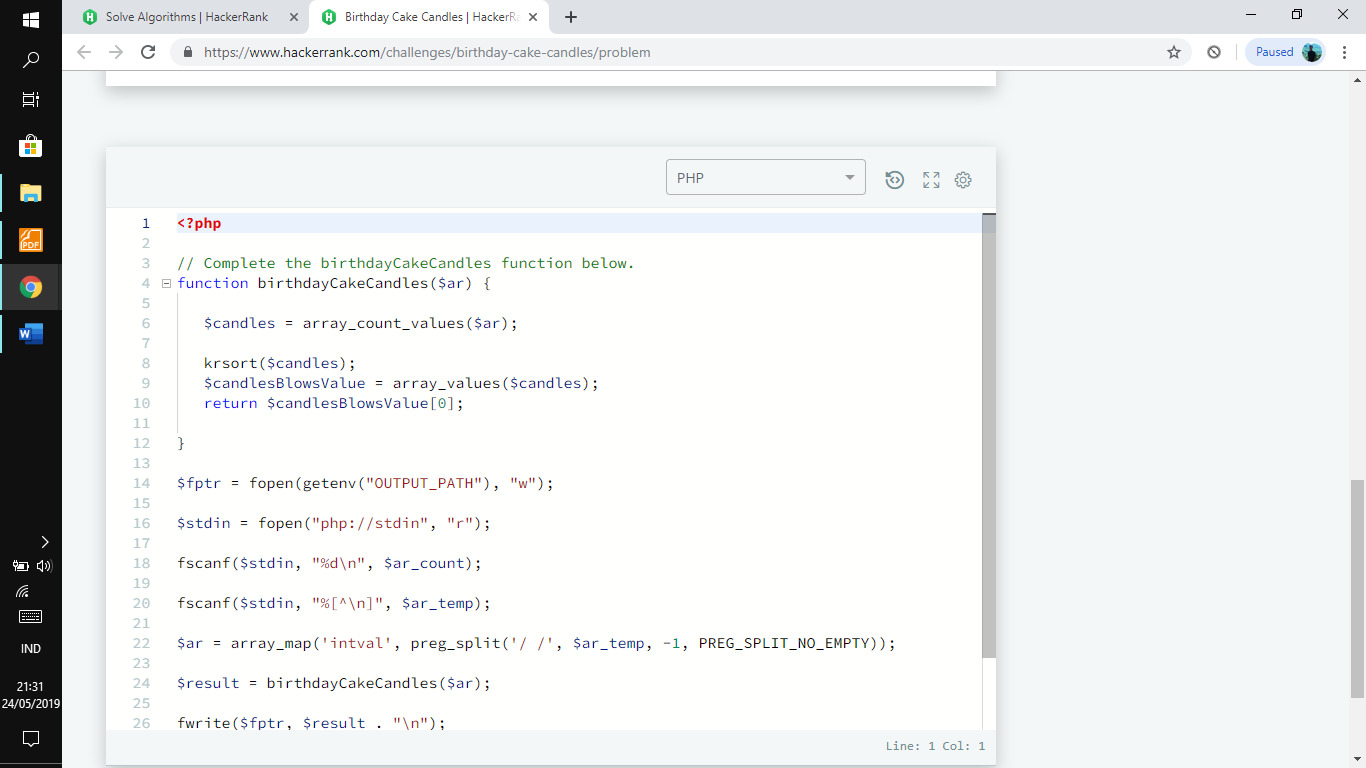 Solve Algorithms | HackerRank
Birthday Cake Candles | HackerRa
https://www.hackerrank.com/challenges/birthday-cake-candles/problem
Paused
PHP
1 <?php
2
3 // Complete the birthdayCakeCandles function below.
4 function birthdayCakeCandles($ar) {
5
6 $candles = array_count_values($ar);
7
8 krsort($candles);
9 $candlesBlowsValue = array_values($candles);
10 return $candlesBlowsValue[0];
11
12 }
13
14 $fptr = fopen(getenv("OUTPUT_PATH"), "w");
15
16 $stdin = fopen("php://stdin", "r");
17
18 fscanf($stdin, "%d\n", $ar_count);
19
20 fscanf($stdin, "%[^\n]", $ar_temp);
21
22 $ar = array_map('intval', preg_split('/ /', $ar_temp, -1, PREG_SPLIT_NO_EMPTY));
23
24 $result = birthdayCakeCandles($ar);
25
26 fwrite($fptr, $result . "\n");
Line: 1 Col: 1
PDF
W
IND
21:31
24/05/2019